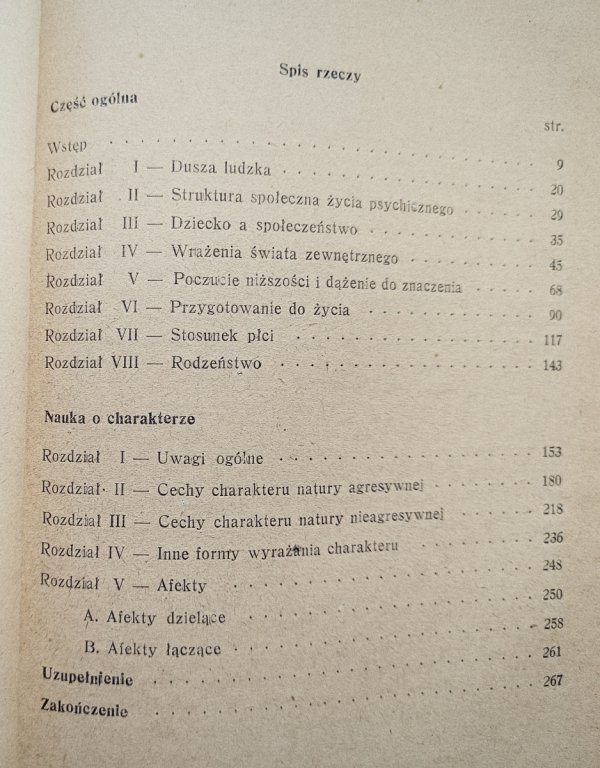 Spis rzeczy
Część ogólna
str.
Wstęp . . . . . . . . . . . . . . . . 9
Rozdział I — Dusza ludzka . . . . . . . . . . . 20
Rozdział II — Struktura społeczna życia psychicznego . . . . 29
Rozdział III — Dziecko a społeczeństwo . . . . . . . 35
Rozdział IV — Wrażenia świata zewnętrznego . . . . . . 45
Rozdział V — Poczucie niższości i dążenie do znaczenia . . . . 68
Rozdział VI — Przygotowanie do życia . . . . . . . . 90
Rozdział VII — Stosunek płci . . . . . . . . . . 117
Rozdział VIII — Rodzeństwo . . . . . . . . . . . 143
Nauka o charakterze
Rozdział I — Uwagi ogólne . . . . . . . . . . . 153
Rozdział II — Cechy charakteru natury agresywnej . . . . . 180
Rozdział III — Cechy charakteru natury nieagresywnej . . . . 218
Rozdział IV — Inne formy wyrażania charakteru . . . . . . 236
Rozdział V — Afekty . . . . . . . . . . . . . 248
A. Afekty dzielące . . . . . . . . . . . . 250
B. Afekty łączące . . . . . . . . . . . . 258
Uzupełnienie . . . . . . . . . . . . . . . 261
Zakończenie . . . . . . . . . . . . . . . 267